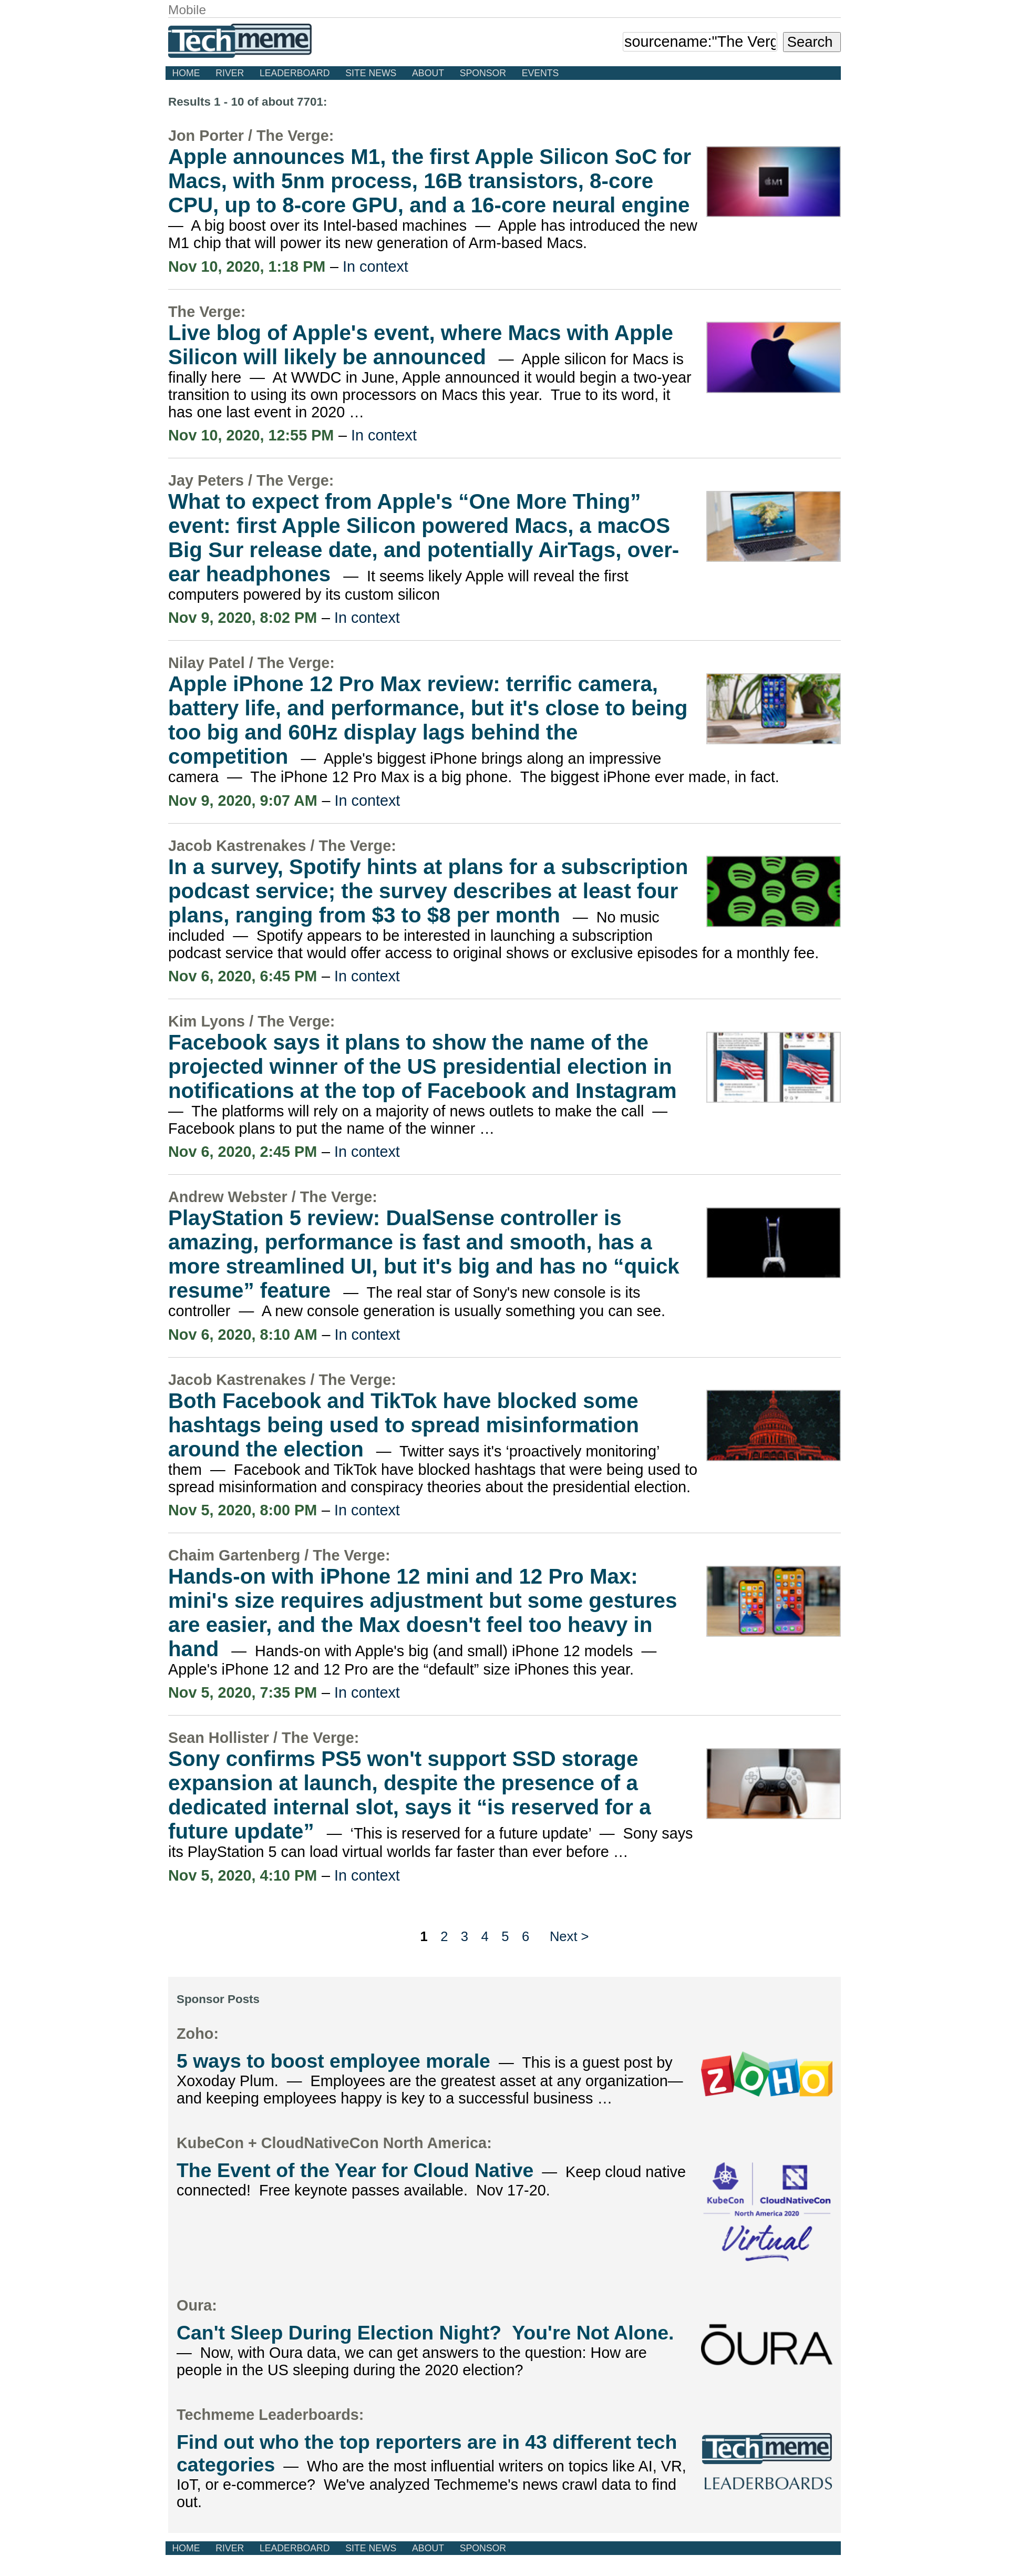 Mobile
Techmeme
sourcename:"The Verg
Search
HOME RIVER LEADERBOARD SITE NEWS ABOUT SPONSOR EVENTS
Results 1 - 10 of about 7701:
Jon Porter / The Verge:
Apple announces M1, the first Apple Silicon SoC for
Macs, with 5nm process, 16B transistors, 8-core
CPU, up to 8-core GPU, and a 16-core neural engine
— A big boost over its Intel-based machines — Apple has introduced the new
M1 chip that will power its new generation of Arm-based Macs.
Nov 10, 2020, 1:18 PM – In context
M1
The Verge:
Live blog of Apple's event, where Macs with Apple
Silicon will likely be announced — Apple silicon for Macs is
finally here — At WWDC in June, Apple announced it would begin a two-year
transition to using its own processors on Macs this year. True to its word, it
has one last event in 2020 …
Nov 10, 2020, 12:55 PM – In context
Jay Peters / The Verge:
What to expect from Apple's “One More Thing”
event: first Apple Silicon powered Macs, a macOS
Big Sur release date, and potentially AirTags, over-
ear headphones — It seems likely Apple will reveal the first
computers powered by its custom silicon
Nov 9, 2020, 8:02 PM – In context
Nilay Patel / The Verge:
Apple iPhone 12 Pro Max review: terrific camera,
battery life, and performance, but it's close to being
too big and 60Hz display lags behind the
competition — Apple's biggest iPhone brings along an impressive
camera — The iPhone 12 Pro Max is a big phone. The biggest iPhone ever made, in fact.
Nov 9, 2020, 9:07 AM – In context
Jacob Kastrenakes / The Verge:
In a survey, Spotify hints at plans for a subscription
podcast service; the survey describes at least four
plans, ranging from $3 to $8 per month — No music
included — Spotify appears to be interested in launching a subscription
podcast service that would offer access to original shows or exclusive episodes for a monthly fee.
Nov 6, 2020, 6:45 PM – In context
Kim Lyons / The Verge:
Facebook says it plans to show the name of the
projected winner of the US presidential election in
notifications at the top of Facebook and Instagram
— The platforms will rely on a majority of news outlets to make the call —
Facebook plans to put the name of the winner …
Nov 6, 2020, 2:45 PM – In context
Andrew Webster / The Verge:
PlayStation 5 review: DualSense controller is
amazing, performance is fast and smooth, has a
more streamlined UI, but it's big and has no “quick
resume” feature — The real star of Sony's new console is its
controller — A new console generation is usually something you can see.
Nov 6, 2020, 8:10 AM – In context
Jacob Kastrenakes / The Verge:
Both Facebook and TikTok have blocked some
hashtags being used to spread misinformation
around the election — Twitter says it's ‘proactively monitoring’
them — Facebook and TikTok have blocked hashtags that were being used to
spread misinformation and conspiracy theories about the presidential election.
Nov 5, 2020, 8:00 PM – In context
Chaim Gartenberg / The Verge:
Hands-on with iPhone 12 mini and 12 Pro Max:
mini's size requires adjustment but some gestures
are easier, and the Max doesn't feel too heavy in
hand — Hands-on with Apple's big (and small) iPhone 12 models —
Apple's iPhone 12 and 12 Pro are the “default” size iPhones this year.
Nov 5, 2020, 7:35 PM – In context
Sean Hollister / The Verge:
Sony confirms PS5 won't support SSD storage
expansion at launch, despite the presence of a
dedicated internal slot, says it “is reserved for a
future update” — ‘This is reserved for a future update’ — Sony says
its PlayStation 5 can load virtual worlds far faster than ever before …
Nov 5, 2020, 4:10 PM – In context
1 2 3 4 5 6 Next >
Sponsor Posts
Zoho:
5 ways to boost employee morale — This is a guest post by
Xoxoday Plum. — Employees are the greatest asset at any organization—
and keeping employees happy is key to a successful business …
ZOHO
KubeCon + CloudNativeCon North America:
The Event of the Year for Cloud Native — Keep cloud native
connected! Free keynote passes available. Nov 17-20.
KubeCon CloudNativeCon
North America 2020
Virtual
Oura:
Can't Sleep During Election Night? You're Not Alone.
— Now, with Oura data, we can get answers to the question: How are
people in the US sleeping during the 2020 election?
ŌURA
Techmeme Leaderboards:
Find out who the top reporters are in 43 different tech
categories — Who are the most influential writers on topics like AI, VR,
IoT, or e-commerce? We've analyzed Techmeme's news crawl data to find
out.
Techmeme
LEADERBOARDS
HOME RIVER LEADERBOARD SITE NEWS ABOUT SPONSOR